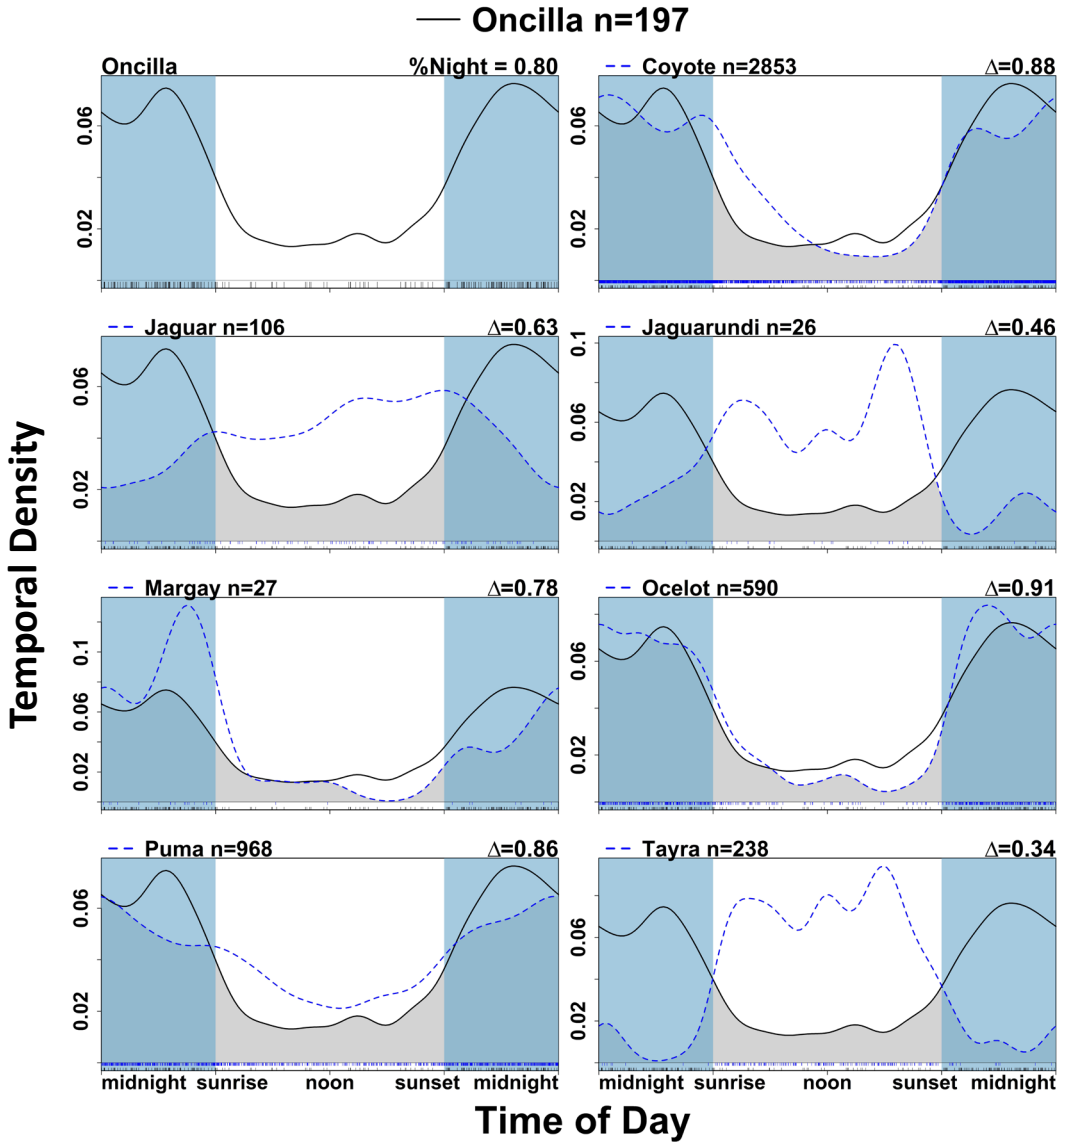 Oncilla n=197
Oncilla %Night = 0.80
0.06
0.02
Coyote n=2853 Δ=0.88
0.06
0.02
Jaguar n=106 Δ=0.63
0.06
0.02
Jaguarundi n=26 Δ=0.46
0.1
0.06
0.02
Temporal Density
Margay n=27 Δ=0.78
0.1
0.06
0.02
Ocelot n=590 Δ=0.91
0.06
0.02
Puma n=968 Δ=0.86
0.06
0.02
Tayra n=238 Δ=0.34
0.06
0.02
midnight sunrise noon sunset midnight
midnight sunrise noon sunset midnight
Time of Day